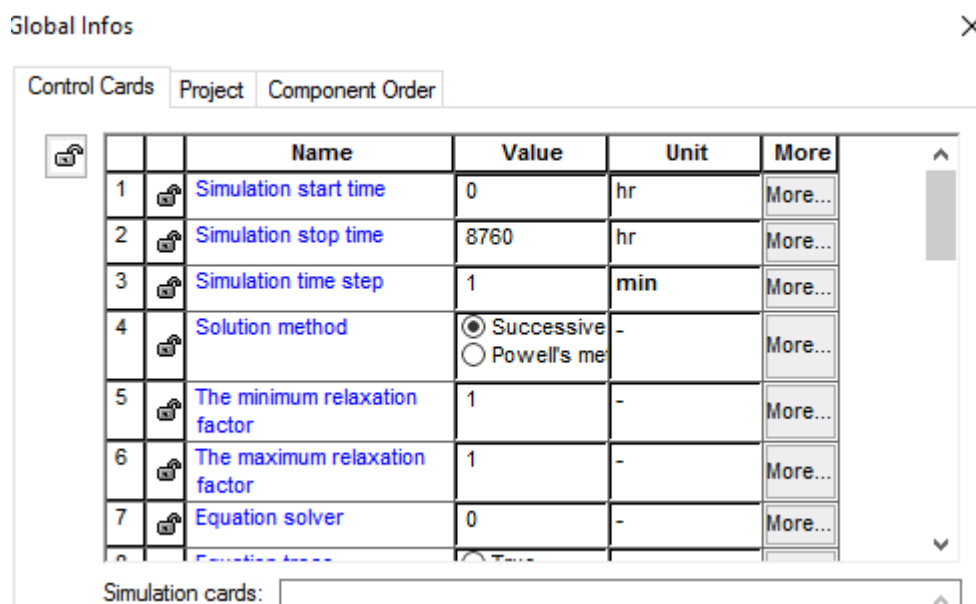 Global Infos
Control Cards Project Component Order
Name Value Unit More
1 Simulation start time 0 hr More...
2 Simulation stop time 8760 hr More...
3 Simulation time step 1 min More...
4 Solution method Successive - More...
Powell's me
5 The minimum relaxation factor 1 - More...
6 The maximum relaxation factor 1 - More...
7 Equation solver 0 - More...
Simulation cards: